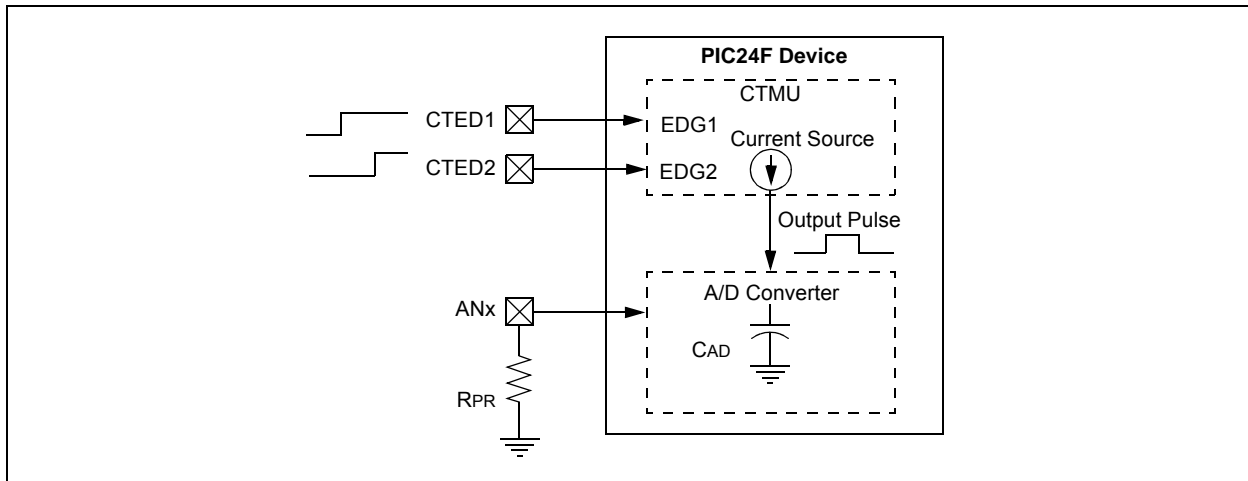 PIC24F Device
CTMU
CTED1
EDG1
Current Source
CTED2
EDG2
Output Pulse
A/D Converter
ANx
CAD
RPR